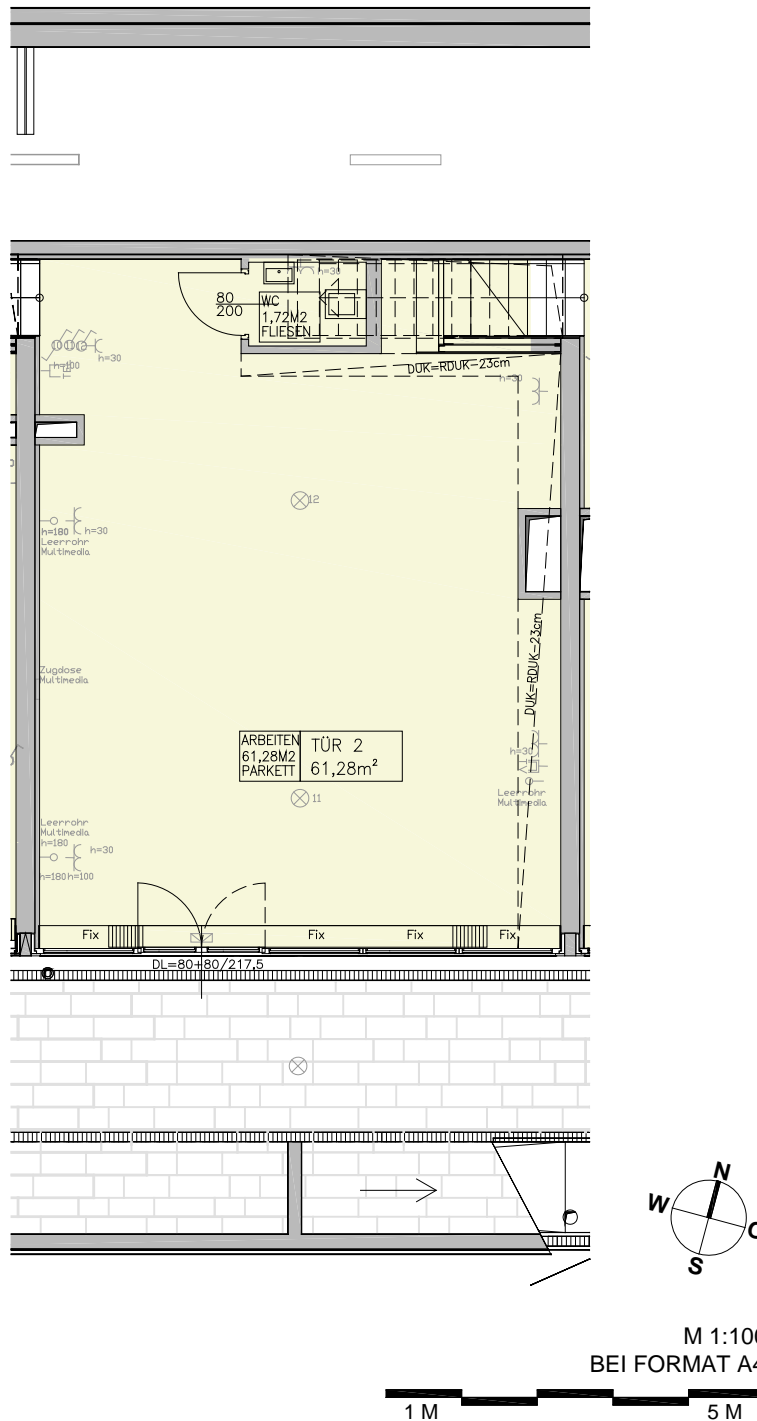 h=30
80
200
WC
1,72M2
FLIESEN
h=30
h=100
DUK=RDUK-23cm
h=30
12
h=180
h=30
Leerrohr
Multimedia
DUK=RDUK-23cm
Zugdose
Multimedia
ARBEITEN
61,28M2
PARKETT
TÜR 2
61,28m²
h=30
11
Leerrohr
Multimedia
Leerrohr
Multimedia
h=180
h=30
h=180
h=100
Fix
Fix
Fix
Fix
DL=80+80/217,5
N
W
S
M 1:100
BEI FORMAT A4
1 M
5 M